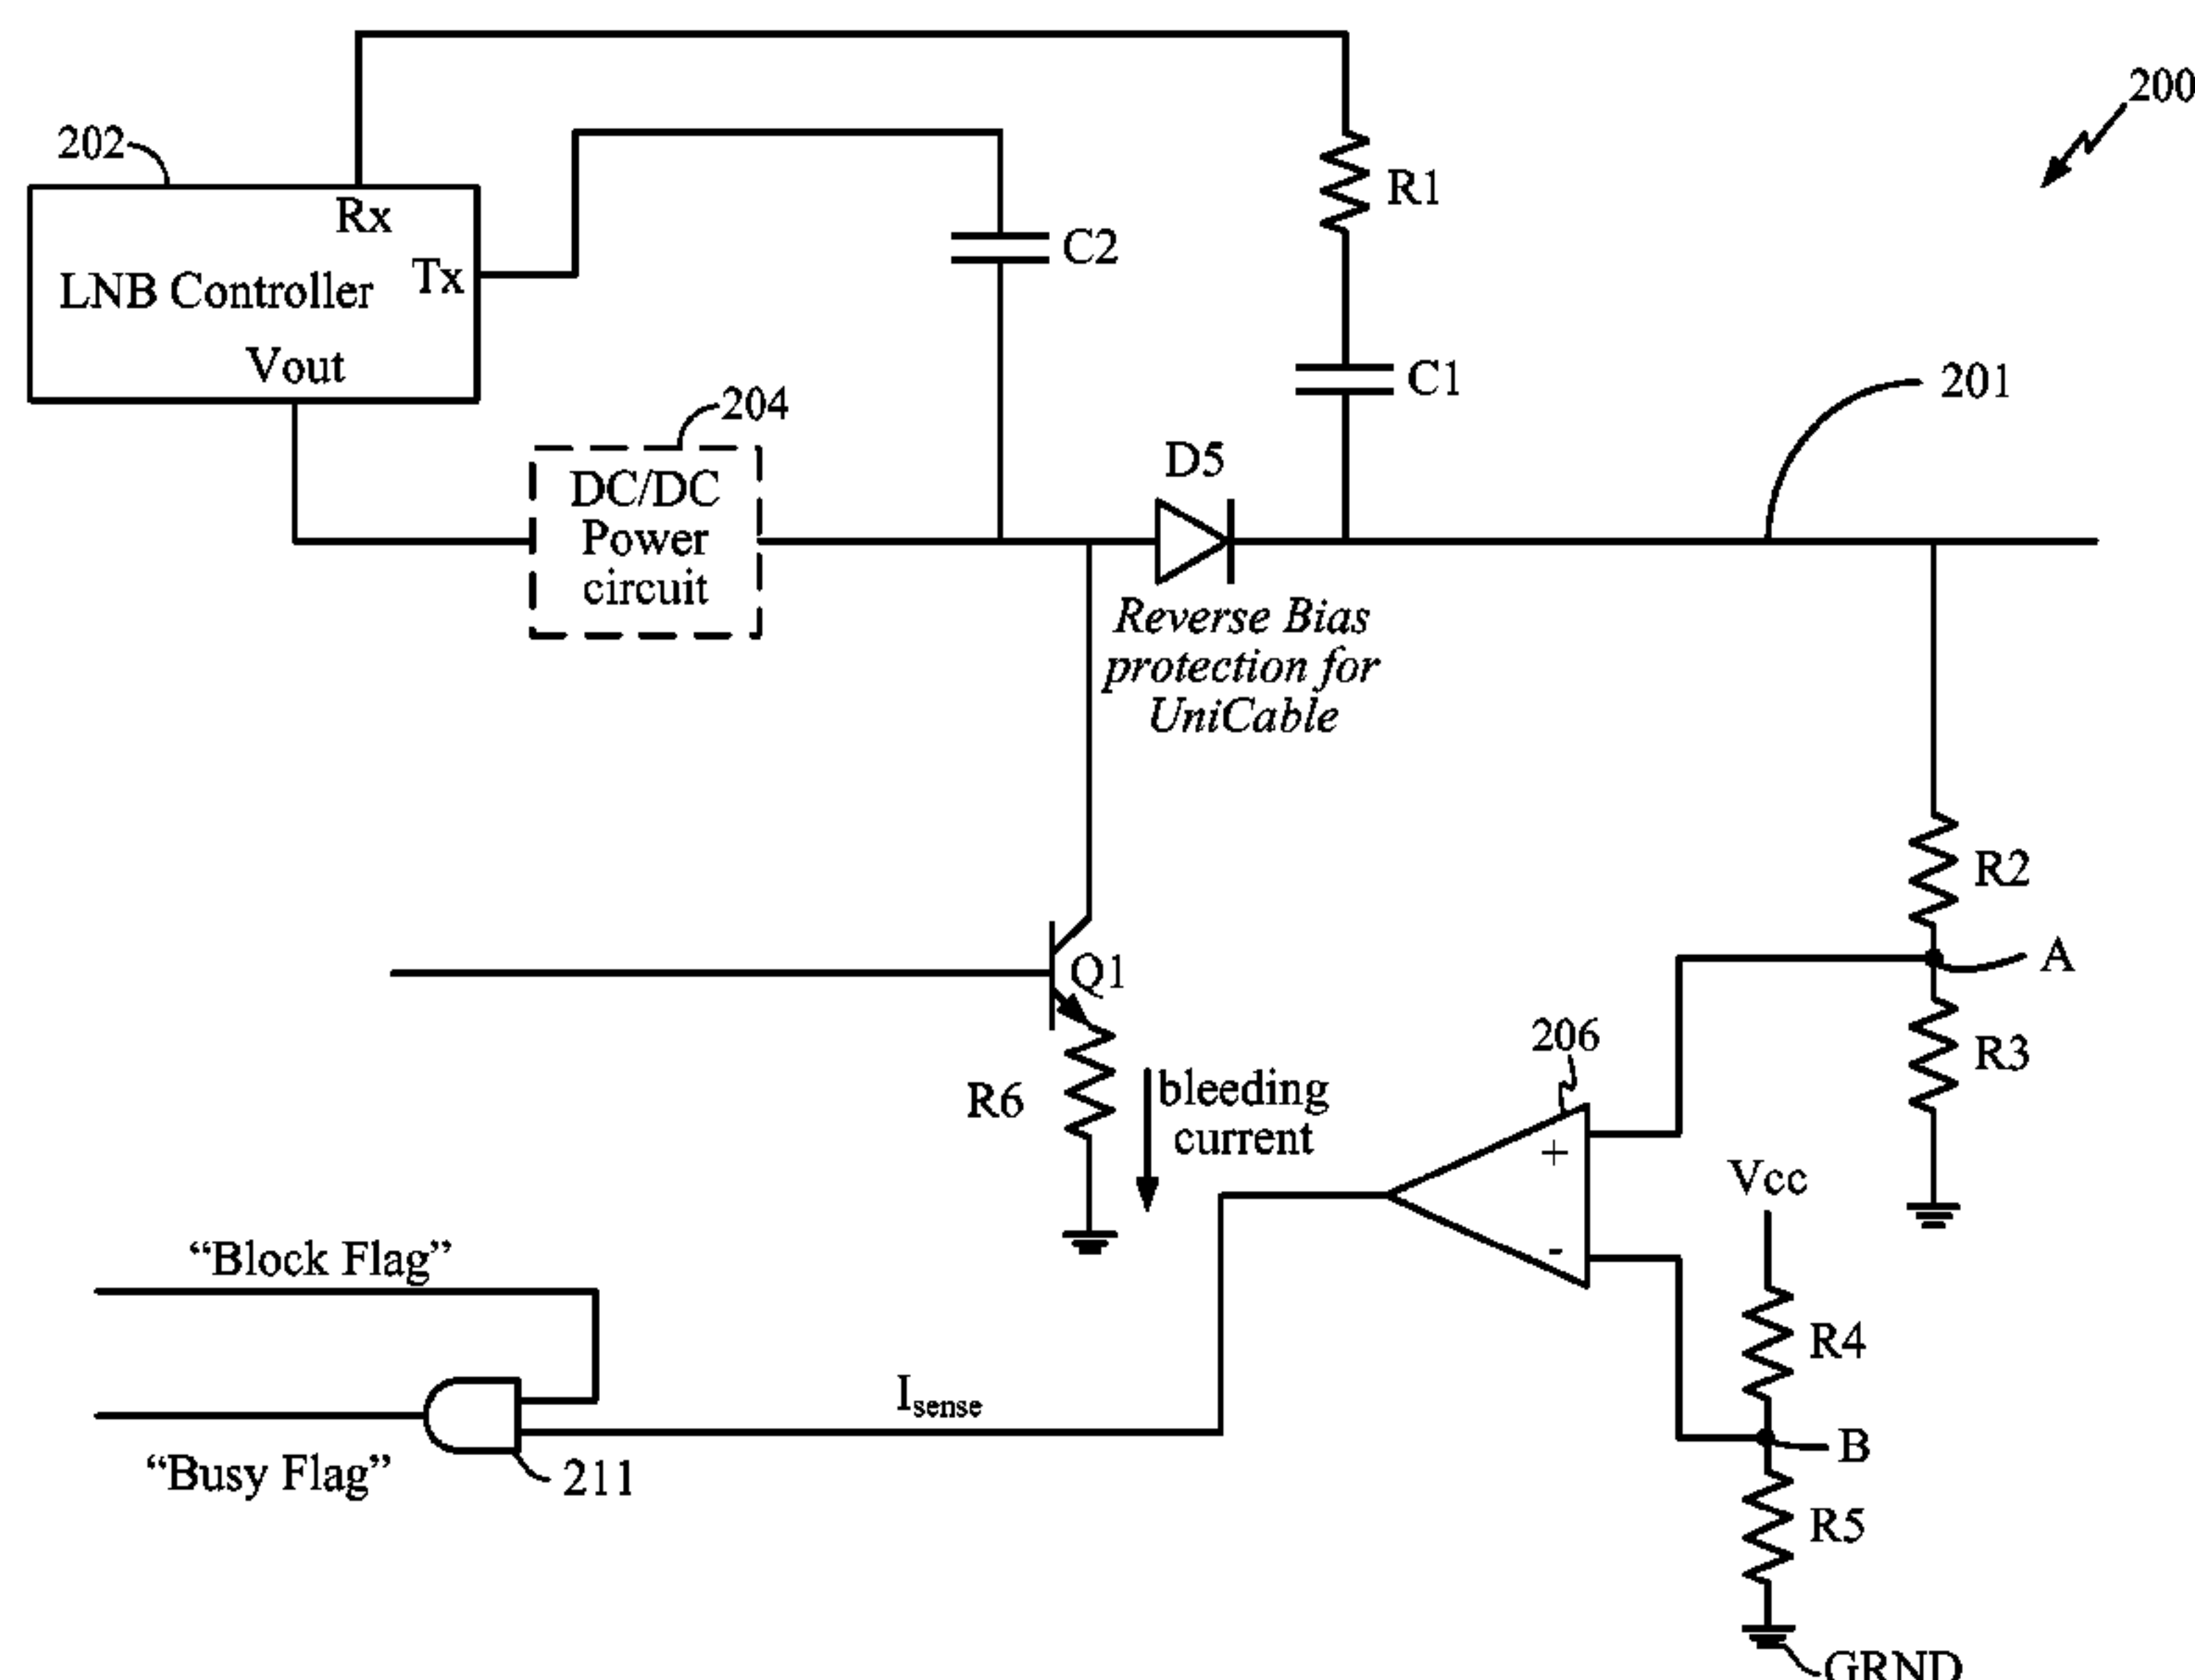 200
202
Rx
R1
LNB Controller
Tx
C2
Vout
C1
201
204
D5
DC/DC
Power
circuit
Reverse Bias
protection for
UniCable
R2
Q1
A
206
R3
R6
bleeding
current
+
Vcc
-
“Block Flag”
R4
Isense
B
“Busy Flag”
211
R5
GRND